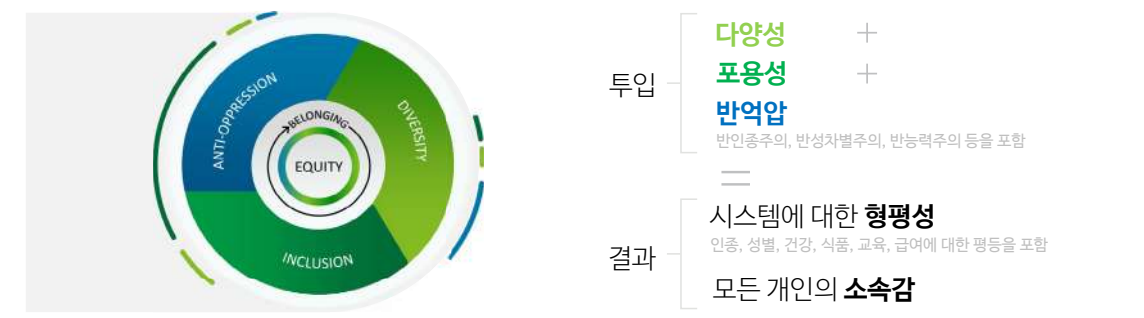 ANTI-OPPRESSION
DIVERSITY
INCLUSION
BELONGING
EQUITY
투입
다양성 +
포용성 +
반억압
반인종주의, 반성차별주의, 반능력주의 등을 포함
=
결과
시스템에 대한 형평성
인종, 성별, 건강, 식품, 교육, 급여에 대한 평등을 포함
모든 개인의 소속감